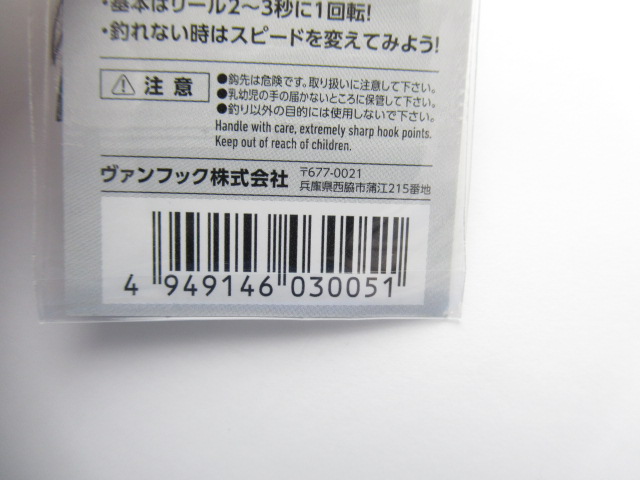 ・基本はリール2〜3秒に1回転!
・釣れない時はスピードを変えてみよう!
注意
●鈎先は危険です。取り扱いに注意して下さい。
●乳幼児の手の届かないところに保管して下さい。
●釣り以外の目的には使用しないで下さい。
Handle with care, extremely sharp hook points.
Keep out of reach of children.
ヴァンフック株式会社
〒677-0021
兵庫県西脇市蒲江215番地
4 949146 030051